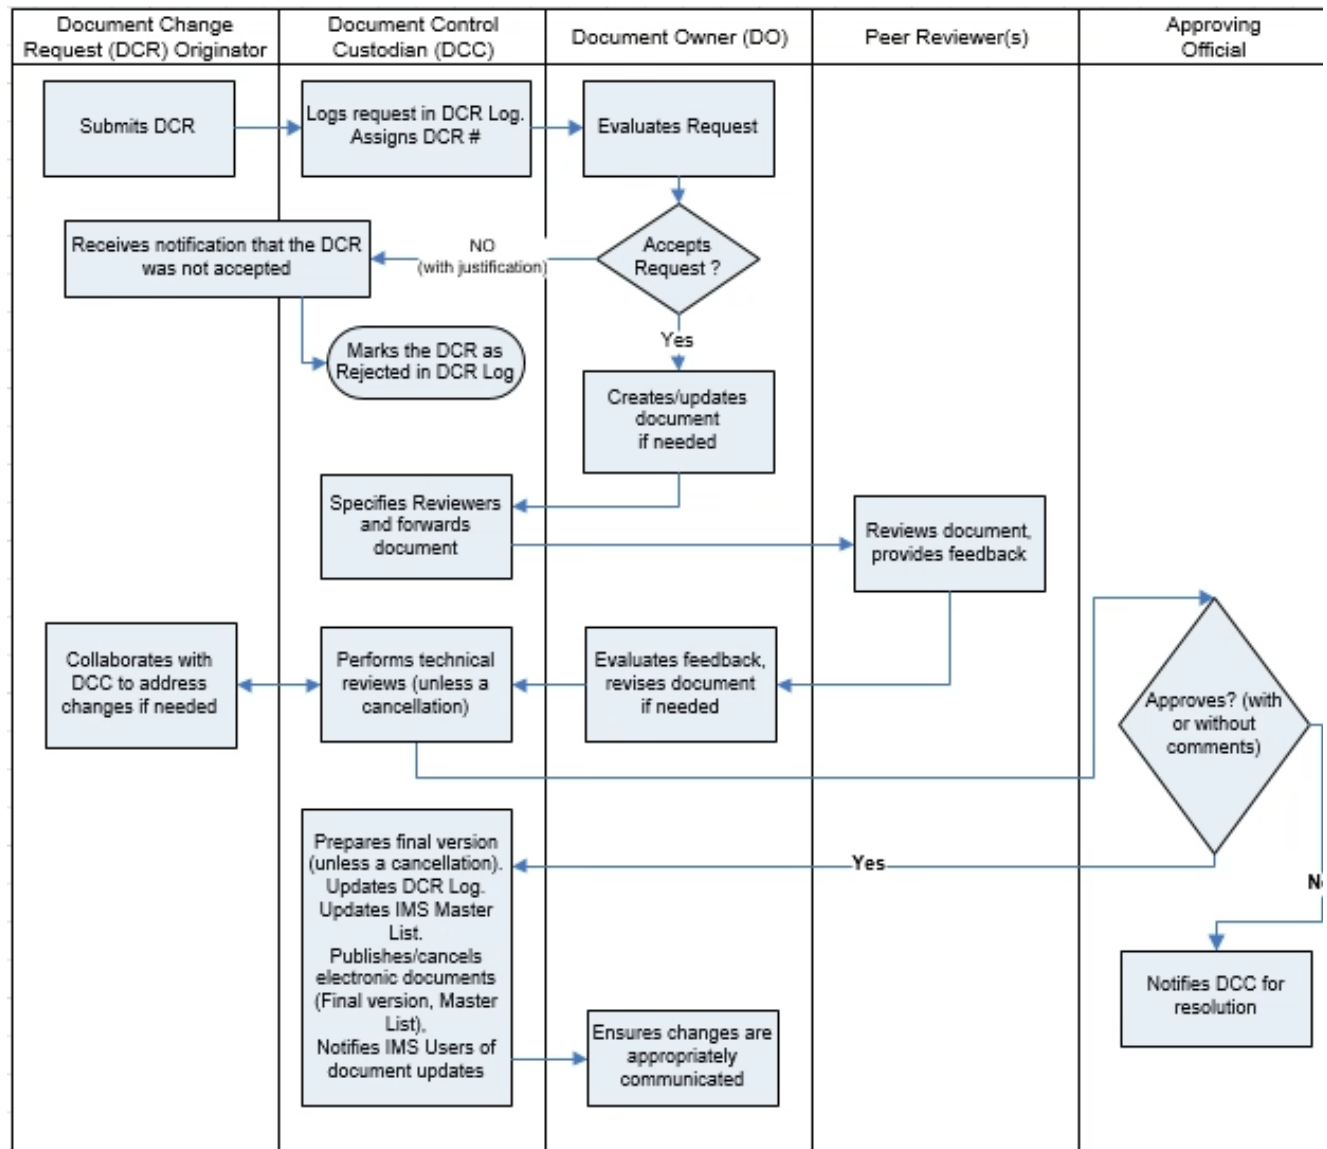 Document Change
Request (DCR) Originator
Document Control
Custodian (DCC)
Document Owner (DO)
Peer Reviewer(s)
Approving
Official
Submits DCR
Logs request in DCR Log.
Assigns DCR #
Evaluates Request
Receives notification that the DCR
was not accepted
NO
(with justification)
Accepts
Request ?
Marks the DCR as
Rejected in DCR Log
Yes
Creates/updates
document
if needed
Specifies Reviewers
and forwards
document
Reviews document,
provides feedback
Collaborates with
DCC to address
changes if needed
Performs technical
reviews (unless a
cancellation)
Evaluates feedback,
revises document
if needed
Approves? (with
or without
comments)
Prepares final version
(unless a cancellation).
Updates DCR Log.
Updates IMS Master
List.
Publishes/cancels
electronic documents
(Final version, Master
List),
Notifies IMS Users of
document updates
Yes
Notifies DCC for
resolution
Ensures changes are
appropriately
communicated